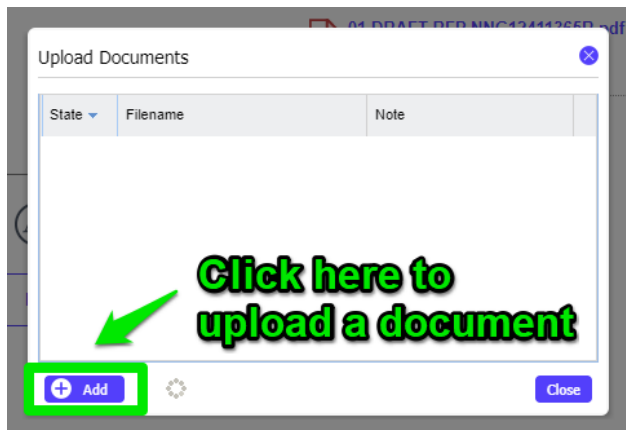 Upload Documents
State Filename Note
Click here to
upload a document
Add Close